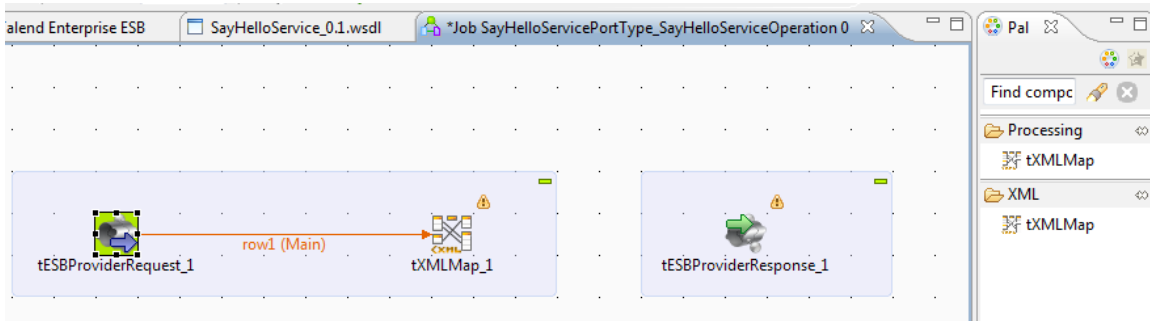 alend Enterprise ESB
SayHelloService_0.1.wsdl
*Job SayHelloServicePortType_SayHelloServiceOperation 0
Pal
Find compc
Processing
tXMLMap
XML
tXMLMap
row1 (Main)
<XML
tESBProviderRequest_1
tXMLMap_1
tESBProviderResponse_1